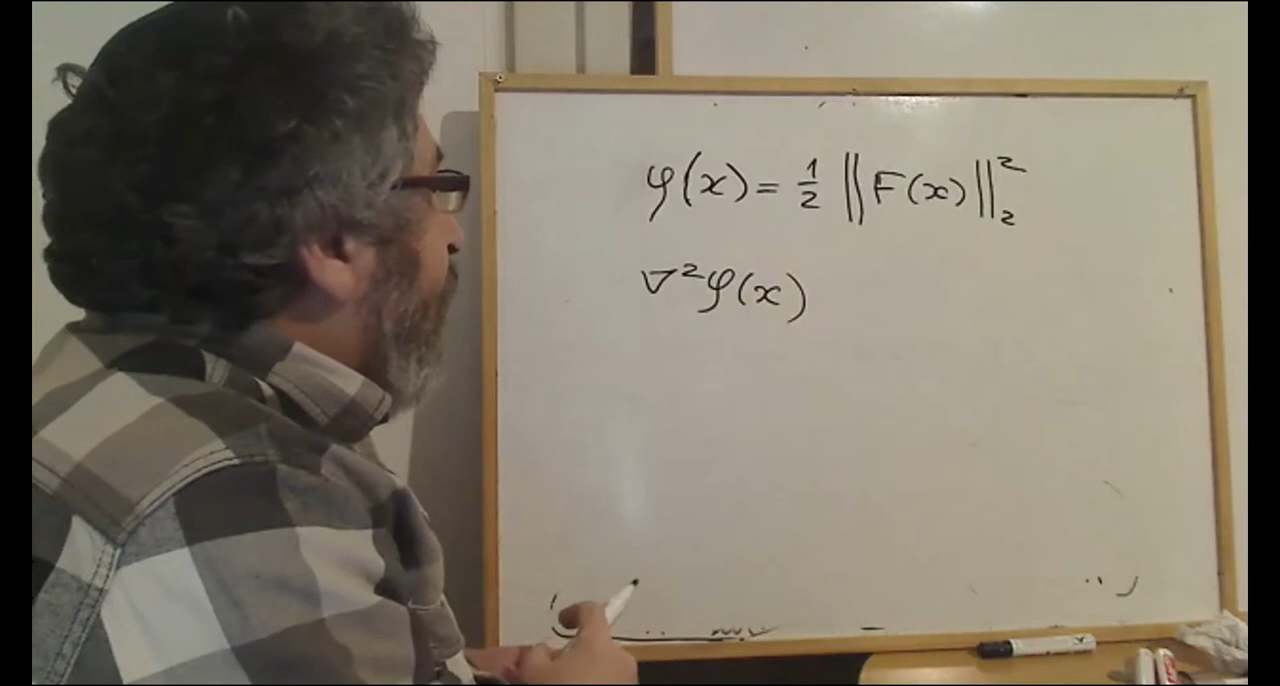 φ(x) = 1/2 ||F(x)||₂²
∇²φ(x)